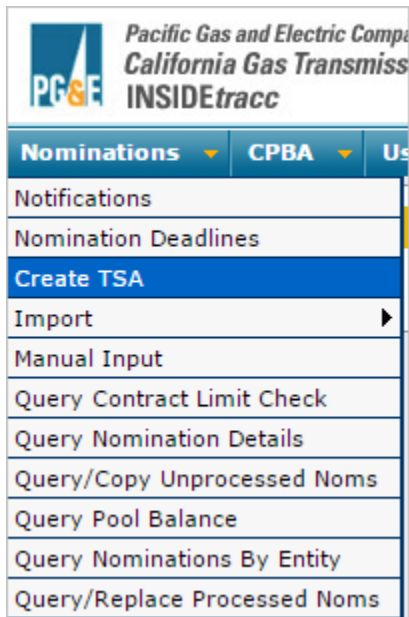 Pacific Gas and Electric
California Gas
INSIDEtracc
PG&E
Nominations CPBA
Notifications
Nomination Deadlines
Create TSA
Import
Manual Input
Query Contract Limit Check
Query Nomination Details
Query/Copy Unprocessed Noms
Query Pool Balance
Query Nominations By Entity
Query/Replace Processed Noms